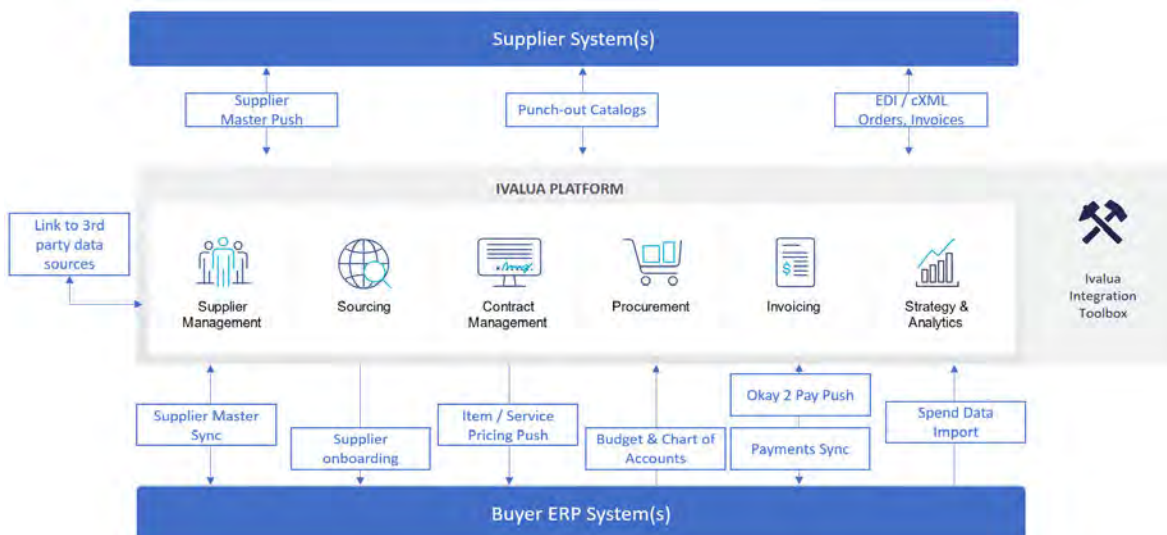 Supplier System(s)
Supplier
Master Push
Punch-out Catalogs
EDI / cXML
Orders, Invoices
IVALUA PLATFORM
Link to 3rd
party data
sources
Supplier
Management
Sourcing
Contract
Management
Procurement
$
Invoicing
Strategy &
Analytics
Ivalua
Integration
Toolbox
Supplier Master
Sync
Supplier
onboarding
Item / Service
Pricing Push
Budget & Chart of
Accounts
Okay 2 Pay Push
Payments Sync
Spend Data
Import
Buyer ERP System(s)